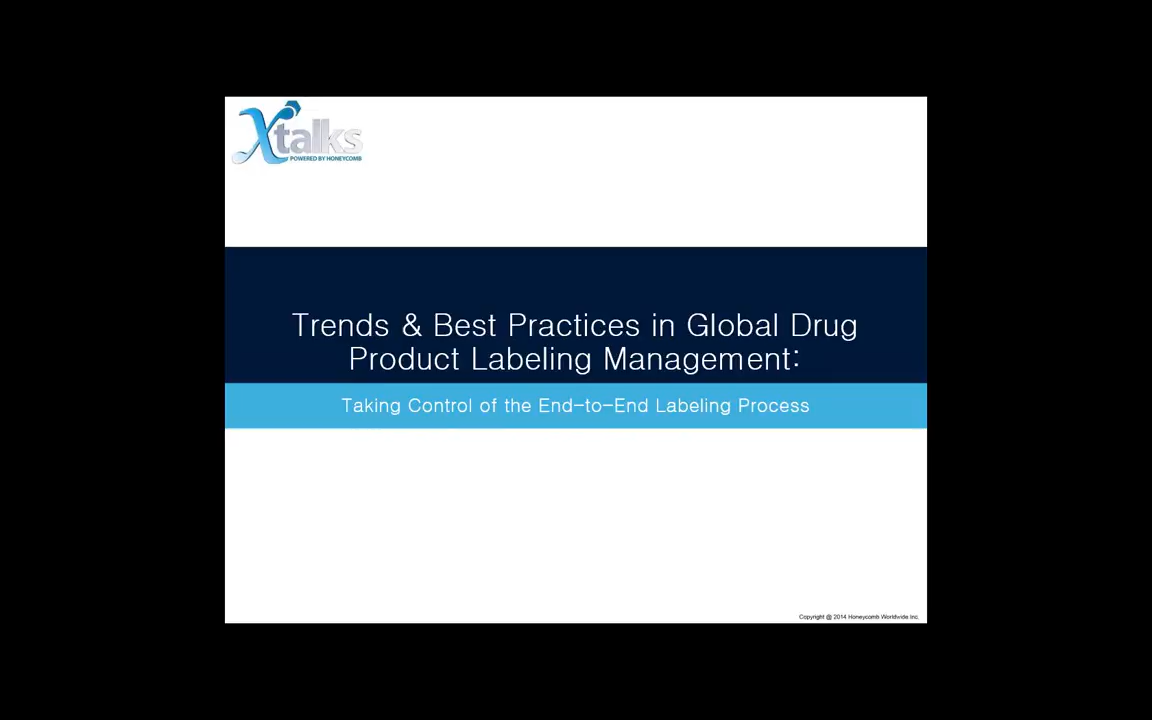 Xtalks
POWERED BY HONEYCOMB
Trends & Best Practices in Global Drug
Product Labeling Management:
Taking Control of the End-to-End Labeling Process
Copyright @ 2014 Honeycomb Worldwide Inc.